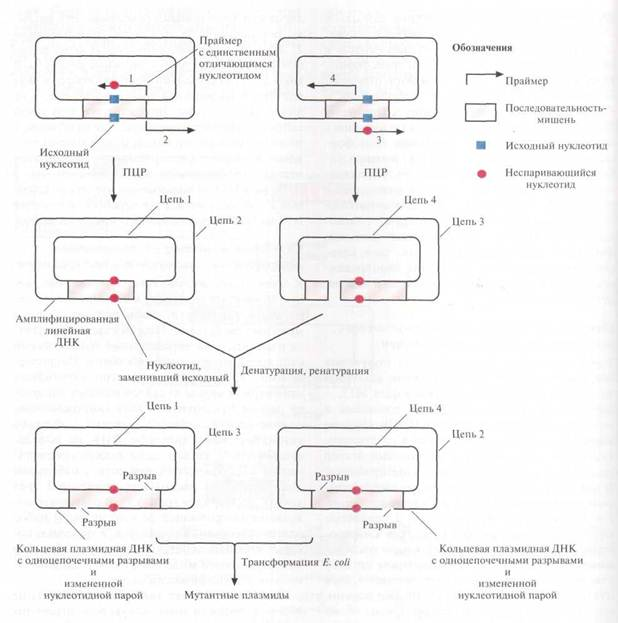 Праймер
с единственным
отличающимся
нуклеотидом
1
2
Исходный
нуклеотид
4
3
Обозначения
Праймер
Последовательность-
мишень
Исходный нуклеотид
Неспаривающийся
нуклеотид
ПЦР
ПЦР
Цепь 1
Цепь 2
Цепь 4
Цепь 3
Амплифицированная
линейная
ДНК
Нуклеотид,
заменивший исходный
Денатурация, ренатурация
Цепь 1
Цепь 3
Разрыв
Разрыв
Цепь 4
Цепь 2
Разрыв
Разрыв
Кольцевая плазмидная ДНК
с одноцепочечными разрывами
и
измененной
нуклеотидной парой
Трансформация E. coli
Кольцевая плазмидная ДНК
с одноцепочечными разрывами
и
измененной
нуклеотидной парой
Мутантные плазмиды